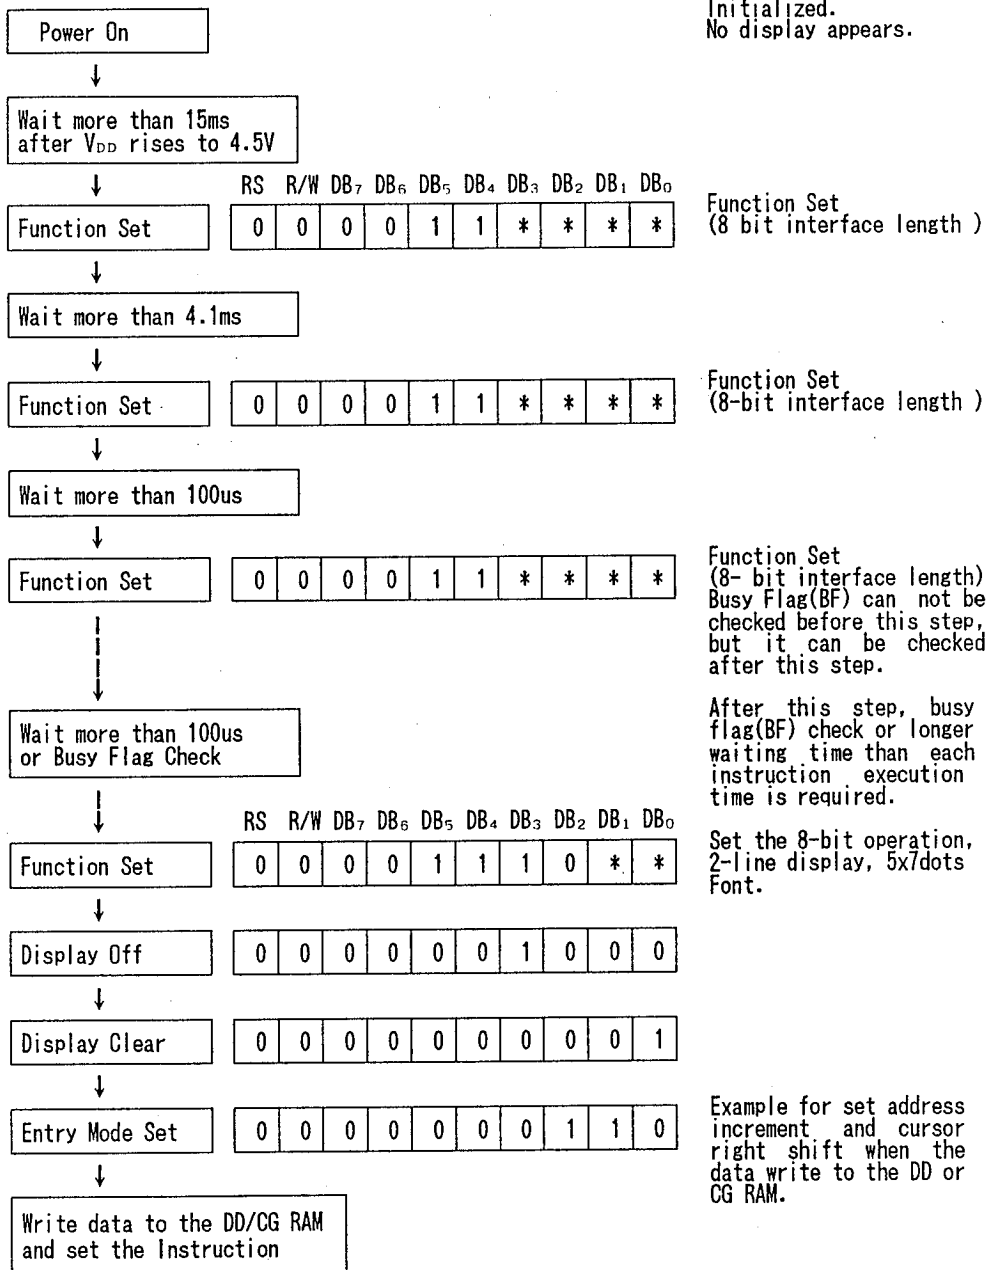 Initialized.
No display appears.
Power On
Wait more than 15ms
after VDD rises to 4.5V
RS R/W DB7 DB6 DB5 DB4 DB3 DB2 DB1 DB0
Function Set 0 0 0 0 1 1 * * * *
Function Set
(8 bit interface length )
Wait more than 4.1ms
Function Set 0 0 0 0 1 1 * * * *
Function Set
(8-bit interface length )
Wait more than 100us
Function Set 0 0 0 0 1 1 * * * *
Function Set
(8- bit interface length)
Busy Flag(BF) can not be
checked before this step,
but it can be checked
after this step.
Wait more than 100us
or Busy Flag Check
After this step, busy
flag(BF) check or longer
waiting time than each
instruction execution
time is required.
RS R/W DB7 DB6 DB5 DB4 DB3 DB2 DB1 DB0
Function Set 0 0 0 0 1 1 1 0 * *
Set the 8-bit operation,
2-line display, 5x7dots
Font.
Display Off 0 0 0 0 0 0 1 0 0 0
Display Clear 0 0 0 0 0 0 0 0 0 1
Entry Mode Set 0 0 0 0 0 0 0 1 1 0
Example for set address
increment and cursor
right shift when the
data write to the DD or
CG RAM.
Write data to the DD/CG RAM
and set the Instruction